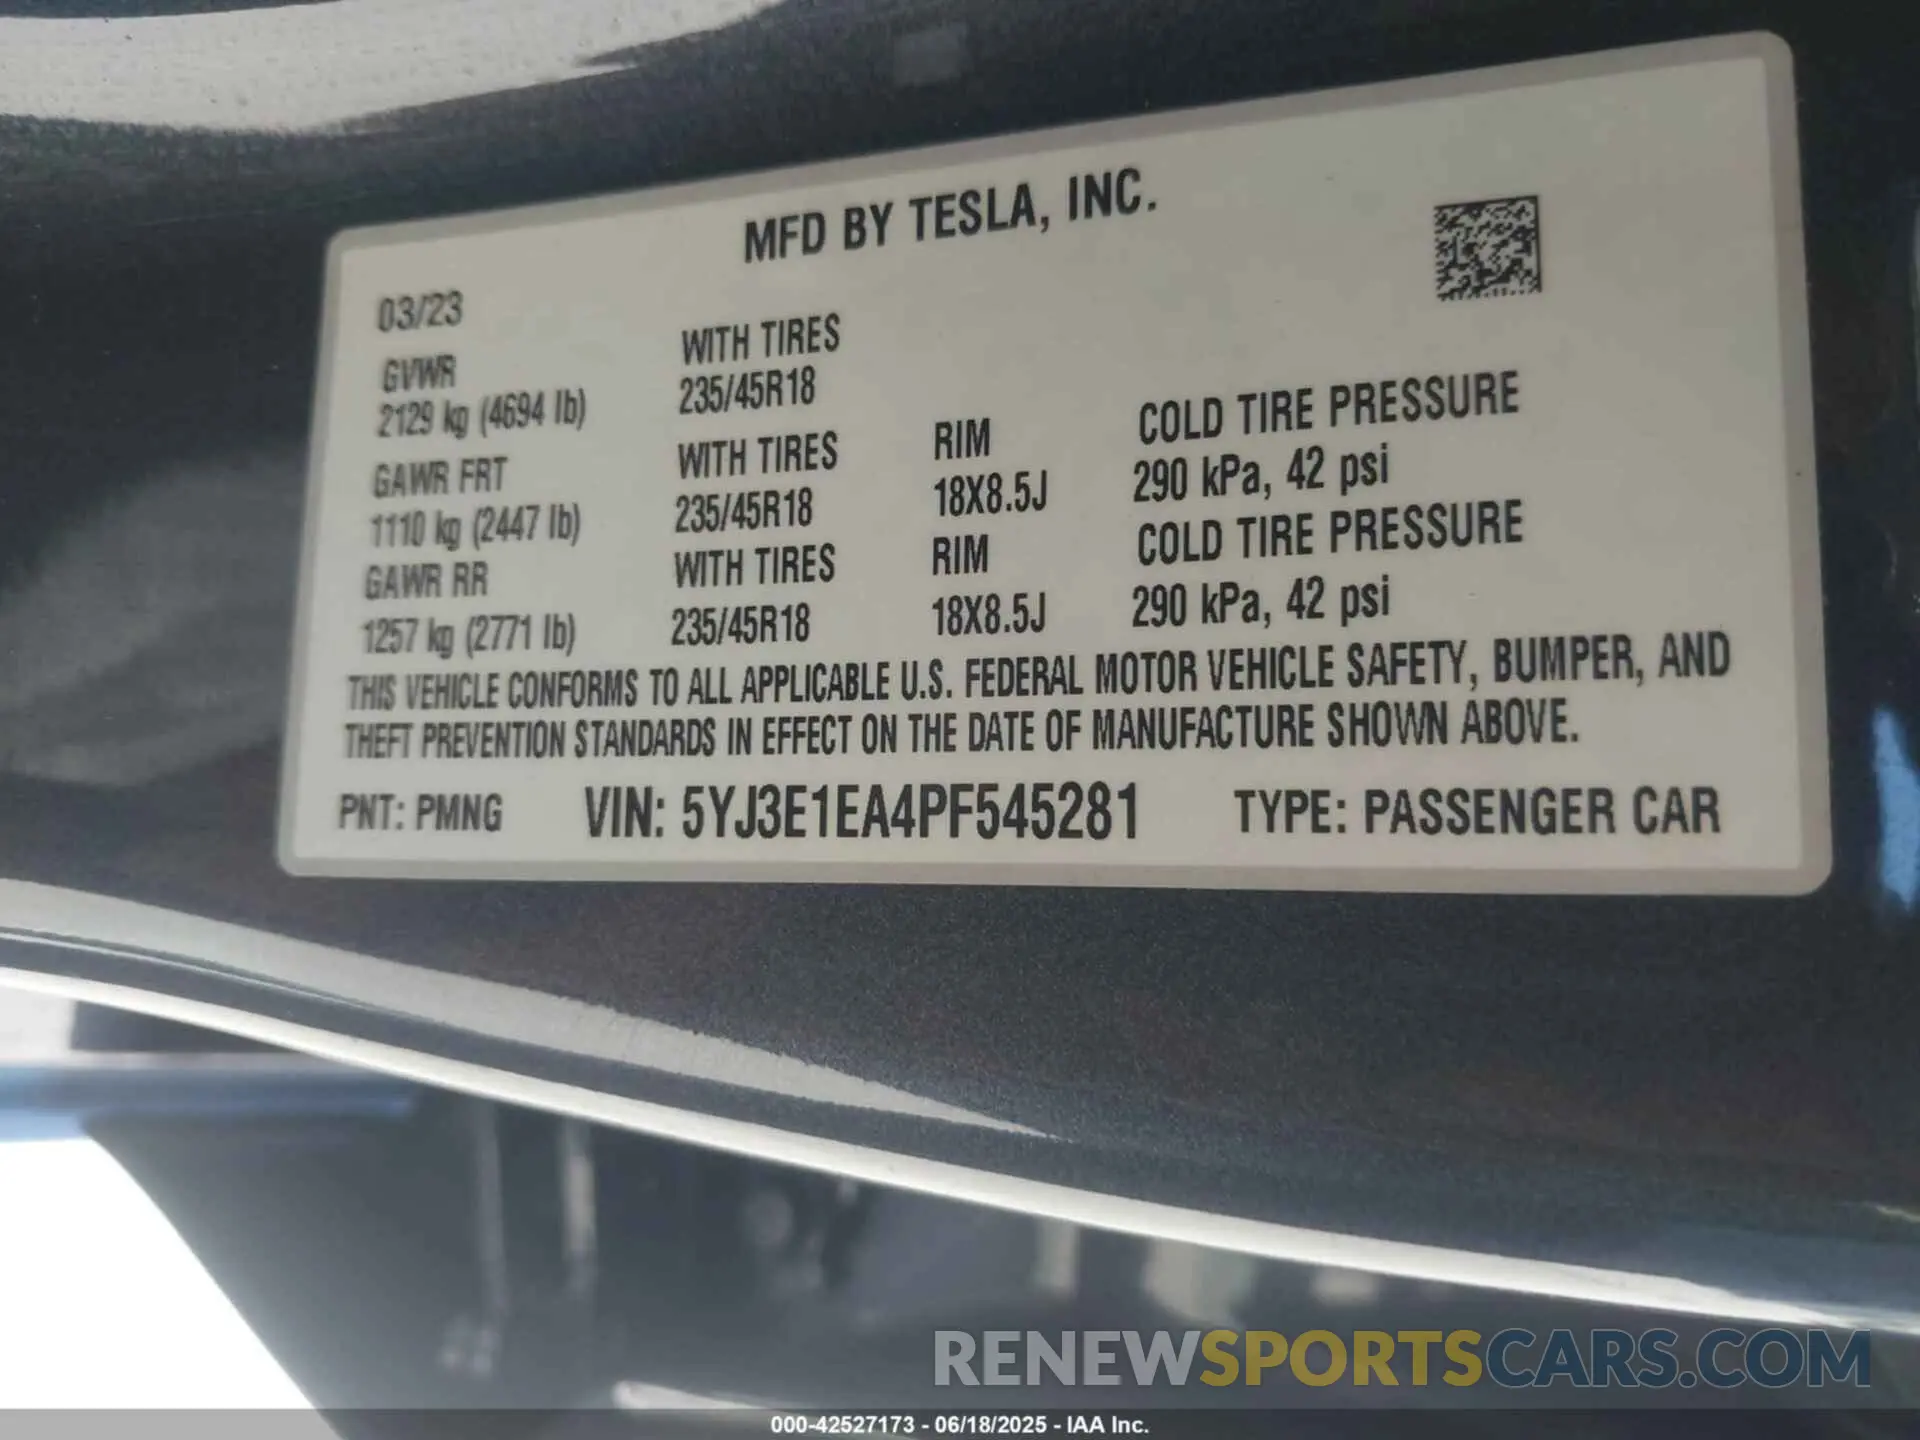 MFD BY TESLA, INC.
03/23
GVWR
2129 kg (4694 lb)
WITH TIRES
235/45R18
GAWR FRT
1110 kg (2447 lb)
WITH TIRES
235/45R18
RIM
18X8.5J
COLD TIRE PRESSURE
290 kPa, 42 psi
GAWR RR
1257 kg (2771 lb)
WITH TIRES
235/45R18
RIM
18X8.5J
COLD TIRE PRESSURE
290 kPa, 42 psi
THIS VEHICLE CONFORMS TO ALL APPLICABLE U.S. FEDERAL MOTOR VEHICLE SAFETY, BUMPER, AND
THEFT PREVENTION STANDARDS IN EFFECT ON THE DATE OF MANUFACTURE SHOWN ABOVE.
PNT: PMNG VIN: 5YJ3E1EA4PF545281 TYPE: PASSENGER CAR
RENEWSPORTSCARS.COM
000-42527173 - 06/18/2025 - IAA Inc.